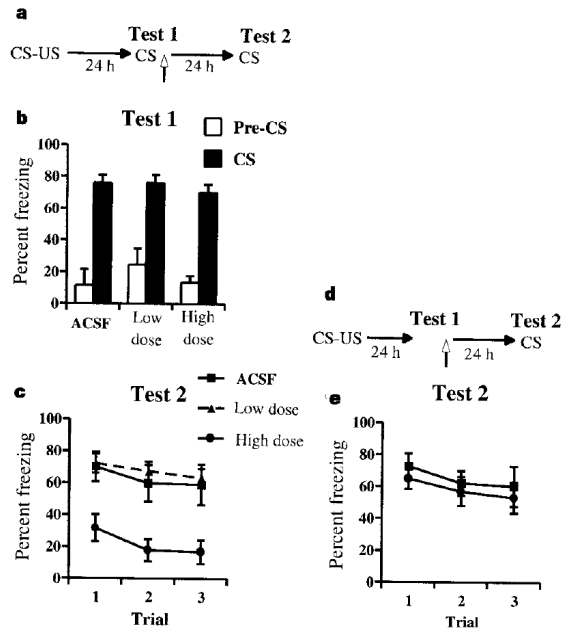 a
Test 1
Test 2
CS-US
24 h
CS
24 h
CS
b
Test 1
Pre-CS
CS
Percent freezing
100
80
60
40
20
0
ACSF
Low dose
High dose
c
Test 2
ACSF
Low dose
High dose
Percent freezing
100
80
60
40
20
0
1 2 3
Trial
d
Test 1
Test 2
CS-US
24 h
24 h
CS
e
Test 2
Percent freezing
100
80
60
40
20
0
1 2 3
Trial